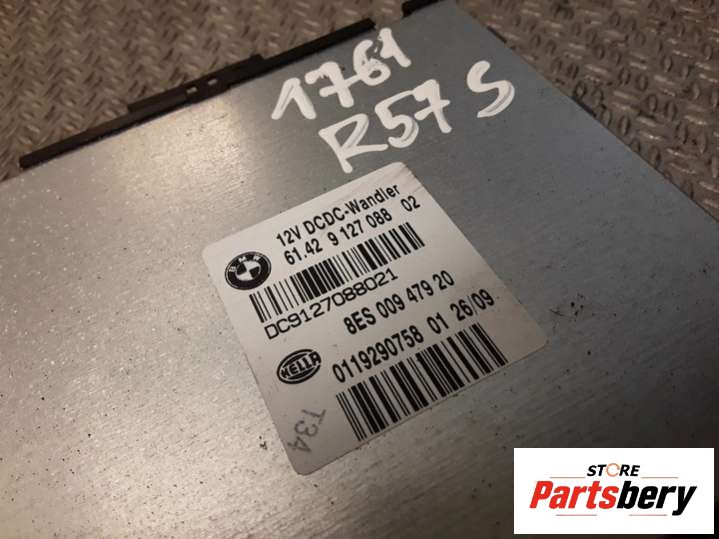 1761
R57 S
BMW
12V DCDC-Wandler
61.42 9 127 088 02
DC9127088021
8ES 009 479 20
HELLA
0119290758 01 26/09
T34
STORE
Partsbery